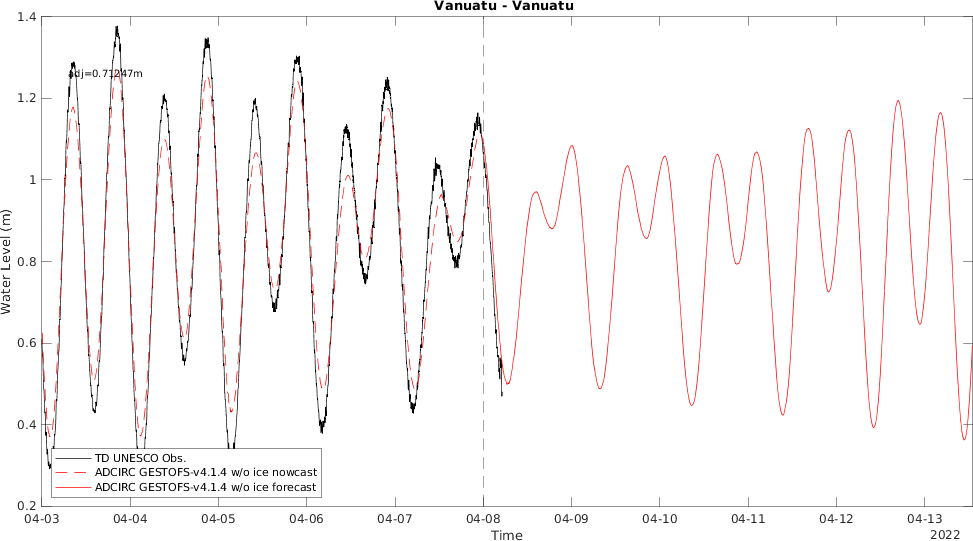 Vanuatu - Vanuatu
1.4
adj=0.71247m
1.2
1
0.8
0.6
0.4
0.2
Water Level (m)
TD UNESCO Obs.
ADCIRC GESTOFS-v4.1.4 w/o ice nowcast
ADCIRC GESTOFS-v4.1.4 w/o ice forecast
04-03 04-04 04-05 04-06 04-07 04-08 04-09 04-10 04-11 04-12 04-13
Time
2022